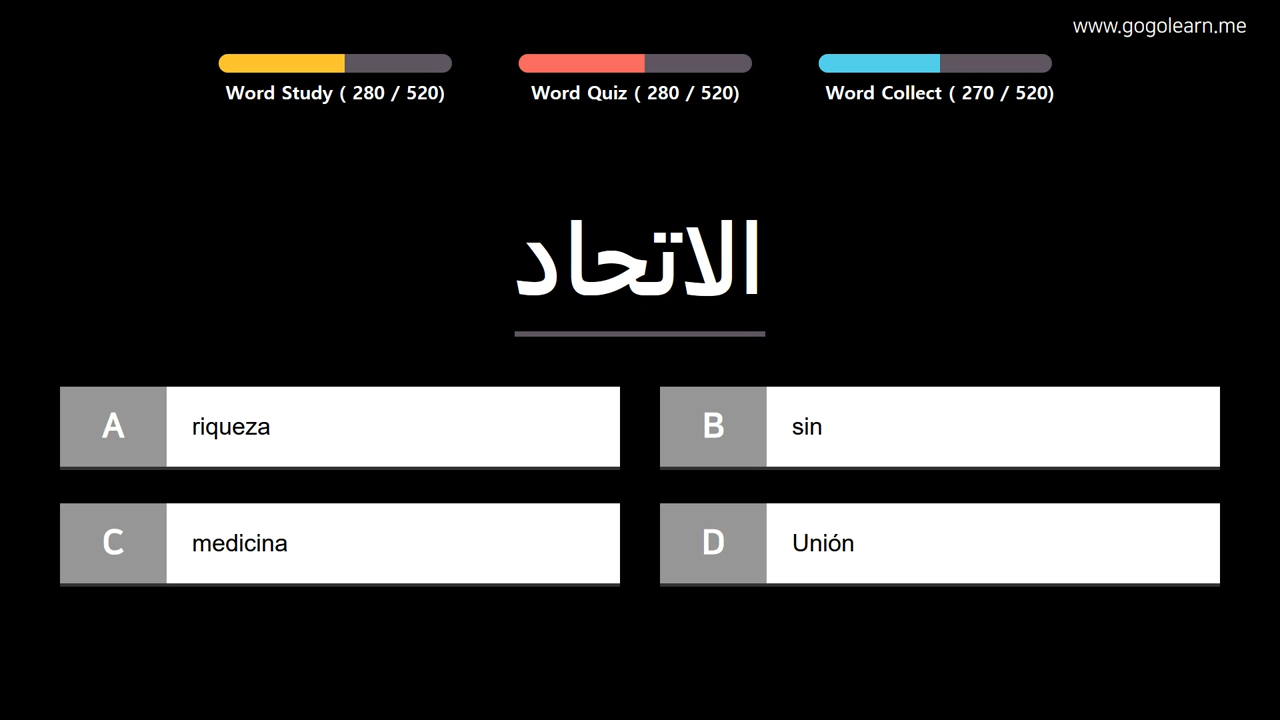 www.gogolearn.me
Word Study ( 280 / 520)
Word Quiz ( 280 / 520)
Word Collect ( 270 / 520)
الاتحاد
A riqueza
B sin
C medicina
D Unión